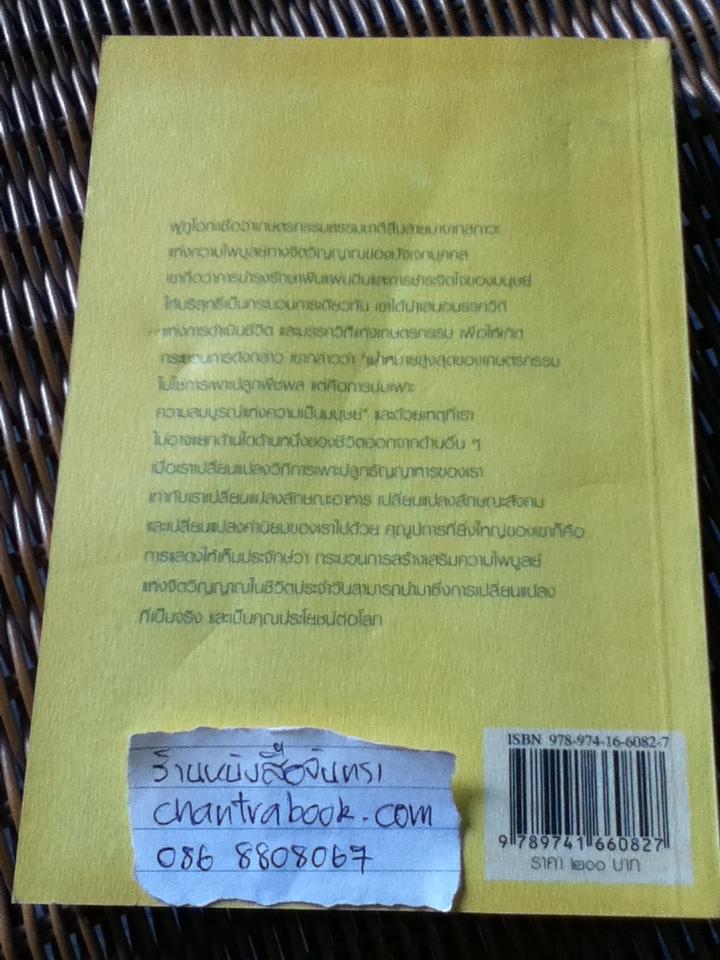 ฟูกูโอกะเชื่อว่าเกษตรกรรมธรรมชาติสืบสายมาจากสภาวะ
แห่งความไพบูลย์ทางจิตวิญญาณของปัจเจกบุคคล
เขาถือว่าการบำรุงรักษาผืนแผ่นดินและการชำระจิตใจของมนุษย์
ให้บริสุทธิ์เป็นกระบวนการเดียวกัน เขาได้นำเสนอมรรควิถี
แห่งการดำเนินชีวิต และมรรควิถีแห่งเกษตรกรรม เพื่อให้เกิด
กระบวนการดังกล่าว เขากล่าวว่า "เป้าหมายสูงสุดของเกษตรกรรม
ไม่ใช่การเพาะปลูกพืชผล แต่คือการบ่มเพาะ
ความสมบูรณ์แห่งความเป็นมนุษย์" และด้วยเหตุที่เรา
ไม่อาจแยกด้านใดด้านหนึ่งของชีวิตออกจากด้านอื่น ๆ
เมื่อเราเปลี่ยนแปลงวิถีการเพาะปลูกธัญญาหารของเรา
เท่ากับเราเปลี่ยนแปลงลักษณะอาหาร เปลี่ยนแปลงลักษณะสังคม
และเปลี่ยนแปลงค่านิยมของเราไปด้วย คุณูปการที่ยิ่งใหญ่ของเขาก็คือ
การแสดงให้เห็นประจักษ์ว่า กระบวนการสร้างเสริมความไพบูลย์
แห่งจิตวิญญาณในชีวิตประจำวันสามารถนำมาซึ่งการเปลี่ยนแปลง
ที่เป็นจริง และเป็นคุณประโยชน์ต่อโลก
ร้านหนังสือจันทรา
chantrabook.com
086 8808067
ISBN 978-974-16-6082-7
9 789741 660827
ราคา ๒๐๐ บาท